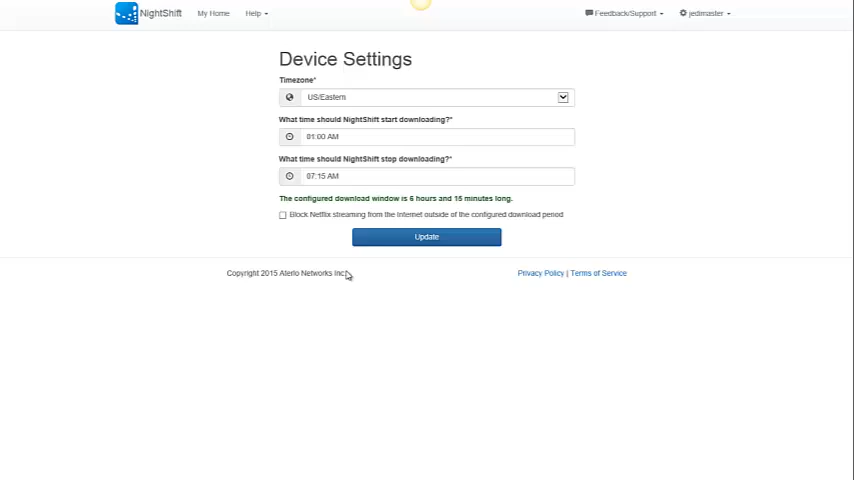 NightShift My Home Help Feedback/Support jedimaster
Device Settings
Timezone*
US/Eastern
What time should NightShift start downloading?*
01:00 AM
What time should NightShift stop downloading?*
07:15 AM
The configured download window is 6 hours and 15 minutes long.
Block Netflix streaming from the Internet outside of the configured download period
Update
Copyright 2015 Aterlo Networks Inc. Privacy Policy | Terms of Service